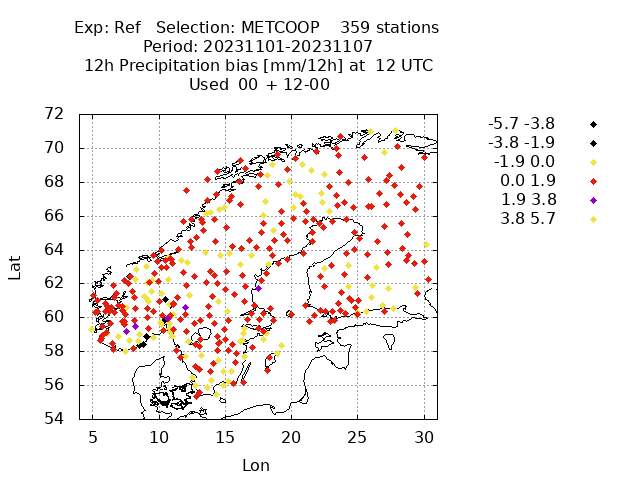 Exp: Ref   Selection: METCOOP    359 stations
Period: 20231101-20231107
12h Precipitation bias [mm/12h] at  12 UTC
Used  00 + 12-00
72
70
68
66
64
62
60
58
56
54
Lat
5 10 15 20 25 30
Lon
-5.7 -3.8
-3.8 -1.9
-1.9 0.0
0.0 1.9
1.9 3.8
3.8 5.7